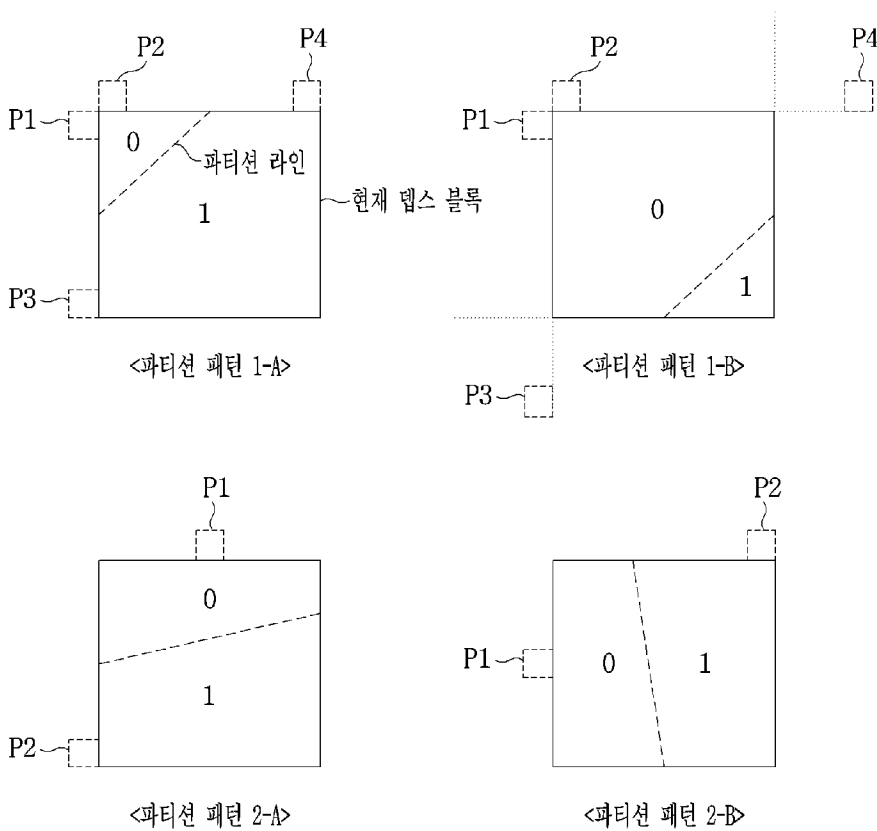 P2
P4
P1
0
파티션 라인
1
현재 뎁스 블록
P3
<파티션 패턴 1-A>
P2
P4
P1
0
1
<파티션 패턴 1-B>
P3
P1
0
1
P2
<파티션 패턴 2-A>
P2
P1
0
1
<파티션 패턴 2-B>